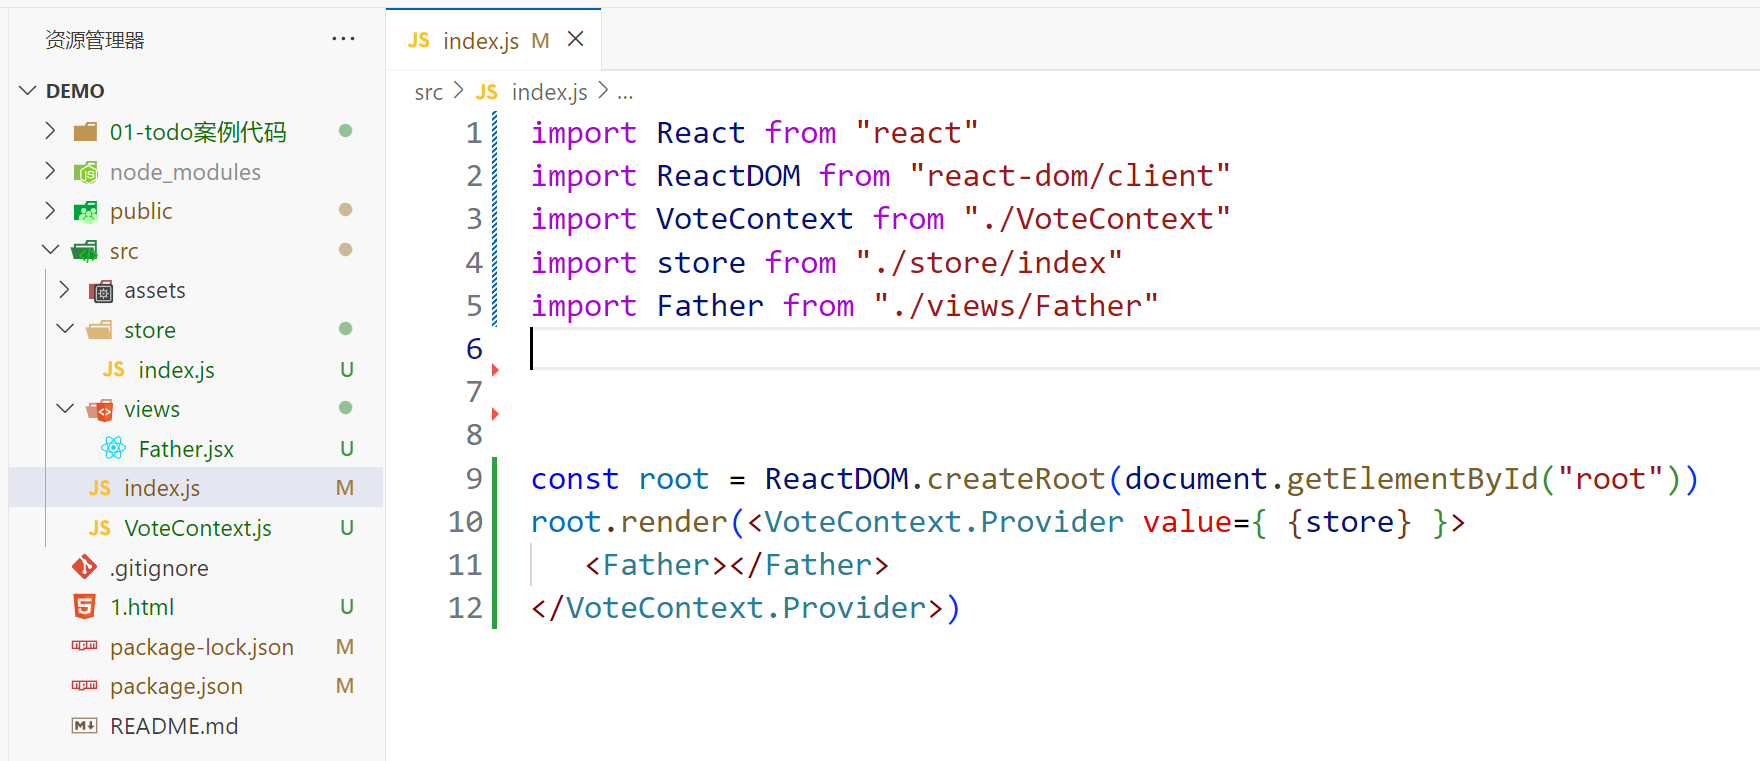 资源管理器
DEMO
01-todo案例代码
node_modules
public
src
assets
store
JS index.js U
views
Father.jsx U
JS index.js M
JS VoteContext.js U
.gitignore
1.html U
package-lock.json M
package.json M
README.md
JS index.js M
src > JS index.js > ...
1 import React from "react"
2 import ReactDOM from "react-dom/client"
3 import VoteContext from "./VoteContext"
4 import store from "./store/index"
5 import Father from "./views/Father"
6
7
8
9 const root = ReactDOM.createRoot(document.getElementById("root"))
10 root.render(<VoteContext.Provider value={ {store} }>
11    <Father></Father>
12 </VoteContext.Provider>)